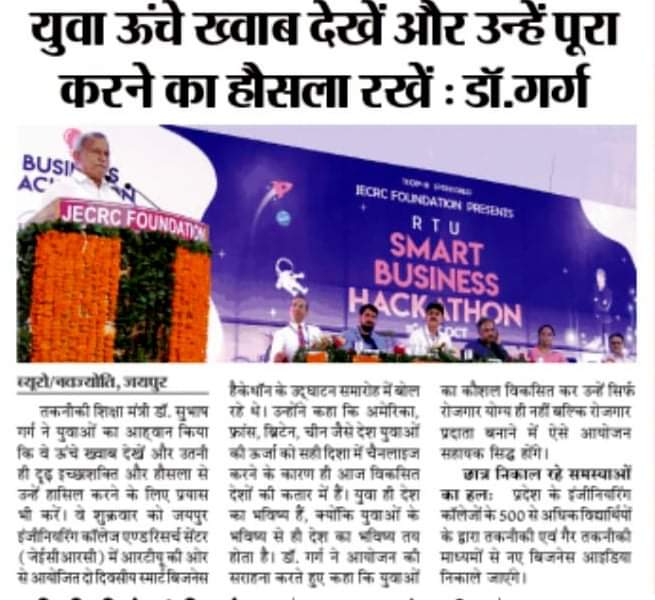 युवा ऊंचे ख्वाब देखें और उन्हें पूरा
करने का हौसला रखें : डॉ.गर्ग
BUSINESS
JECRC FOUNDATION
JECRC FOUNDATION PRESENTS
RTU
SMART
BUSINESS
HACKATHON
OCT
ब्यूरो/नवज्योति, जयपुर
तकनीकी शिक्षा मंत्री डॉ. सुभाष
गर्ग ने युवाओं का आह्वान किया
कि वे ऊंचे ख्वाब देखें और उतनी
ही दृढ़ इच्छाशक्ति और हौसला से
उन्हें हासिल करने के लिए प्रयास
भी करें। वे शुक्रवार को जयपुर
इंजीनियरिंग कॉलेज एण्ड रिसर्च सेंटर
(जेईसीआरसी) में आरटीयू की ओर
से आयोजित दो दिवसीय स्मार्ट बिजनेस
हैकेथॉन के उद्घाटन समारोह में बोल
रहे थे। उन्होंने कहा कि अमेरिका,
फ्रांस, ब्रिटेन, चीन जैसे देश युवाओं
की ऊर्जा को सही दिशा में चैनलाइज
करने के कारण ही आज विकसित
देशों की कतार में हैं। युवा ही देश
का भविष्य हैं, क्योंकि युवाओं के
भविष्य से ही देश का भविष्य तय
होता है। डॉ. गर्ग ने आयोजन की
सराहना करते हुए कहा कि युवाओं
का कौशल विकसित कर उन्हें सिर्फ
रोजगार योग्य ही नहीं बल्कि रोजगार
प्रदाता बनाने में ऐसे आयोजन
सहायक सिद्ध होंगे।
छात्र निकाल रहे समस्याओं
का हल: प्रदेश के इंजीनियरिंग
कॉलेजों के 500 से अधिक विद्यार्थियों
के द्वारा तकनीकी एवं गैर तकनीकी
माध्यमों से नए बिजनेस आइडिया
निकाले जाएंगे।